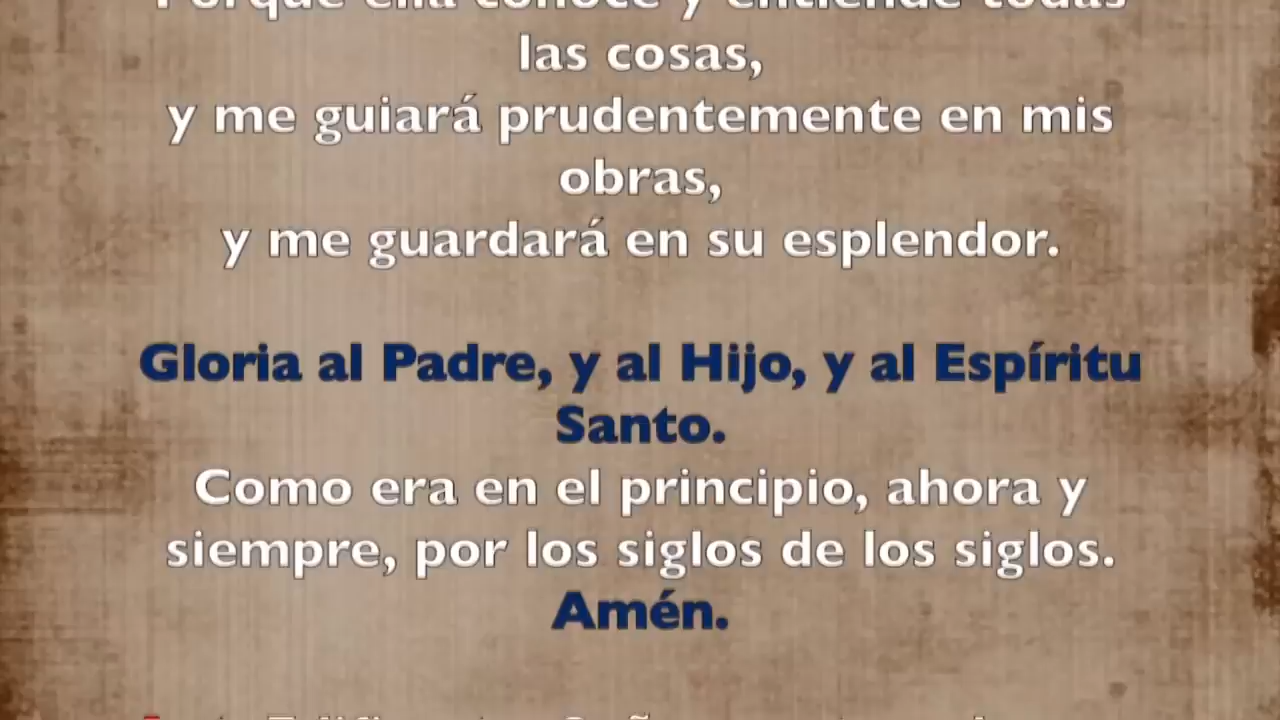 Porque ella conoce y entiende todas
las cosas,
y me guiará prudentemente en mis
obras,
y me guardará en su esplendor.
Gloria al Padre, y al Hijo, y al Espíritu
Santo.
Como era en el principio, ahora y
siempre, por los siglos de los siglos.
Amén.